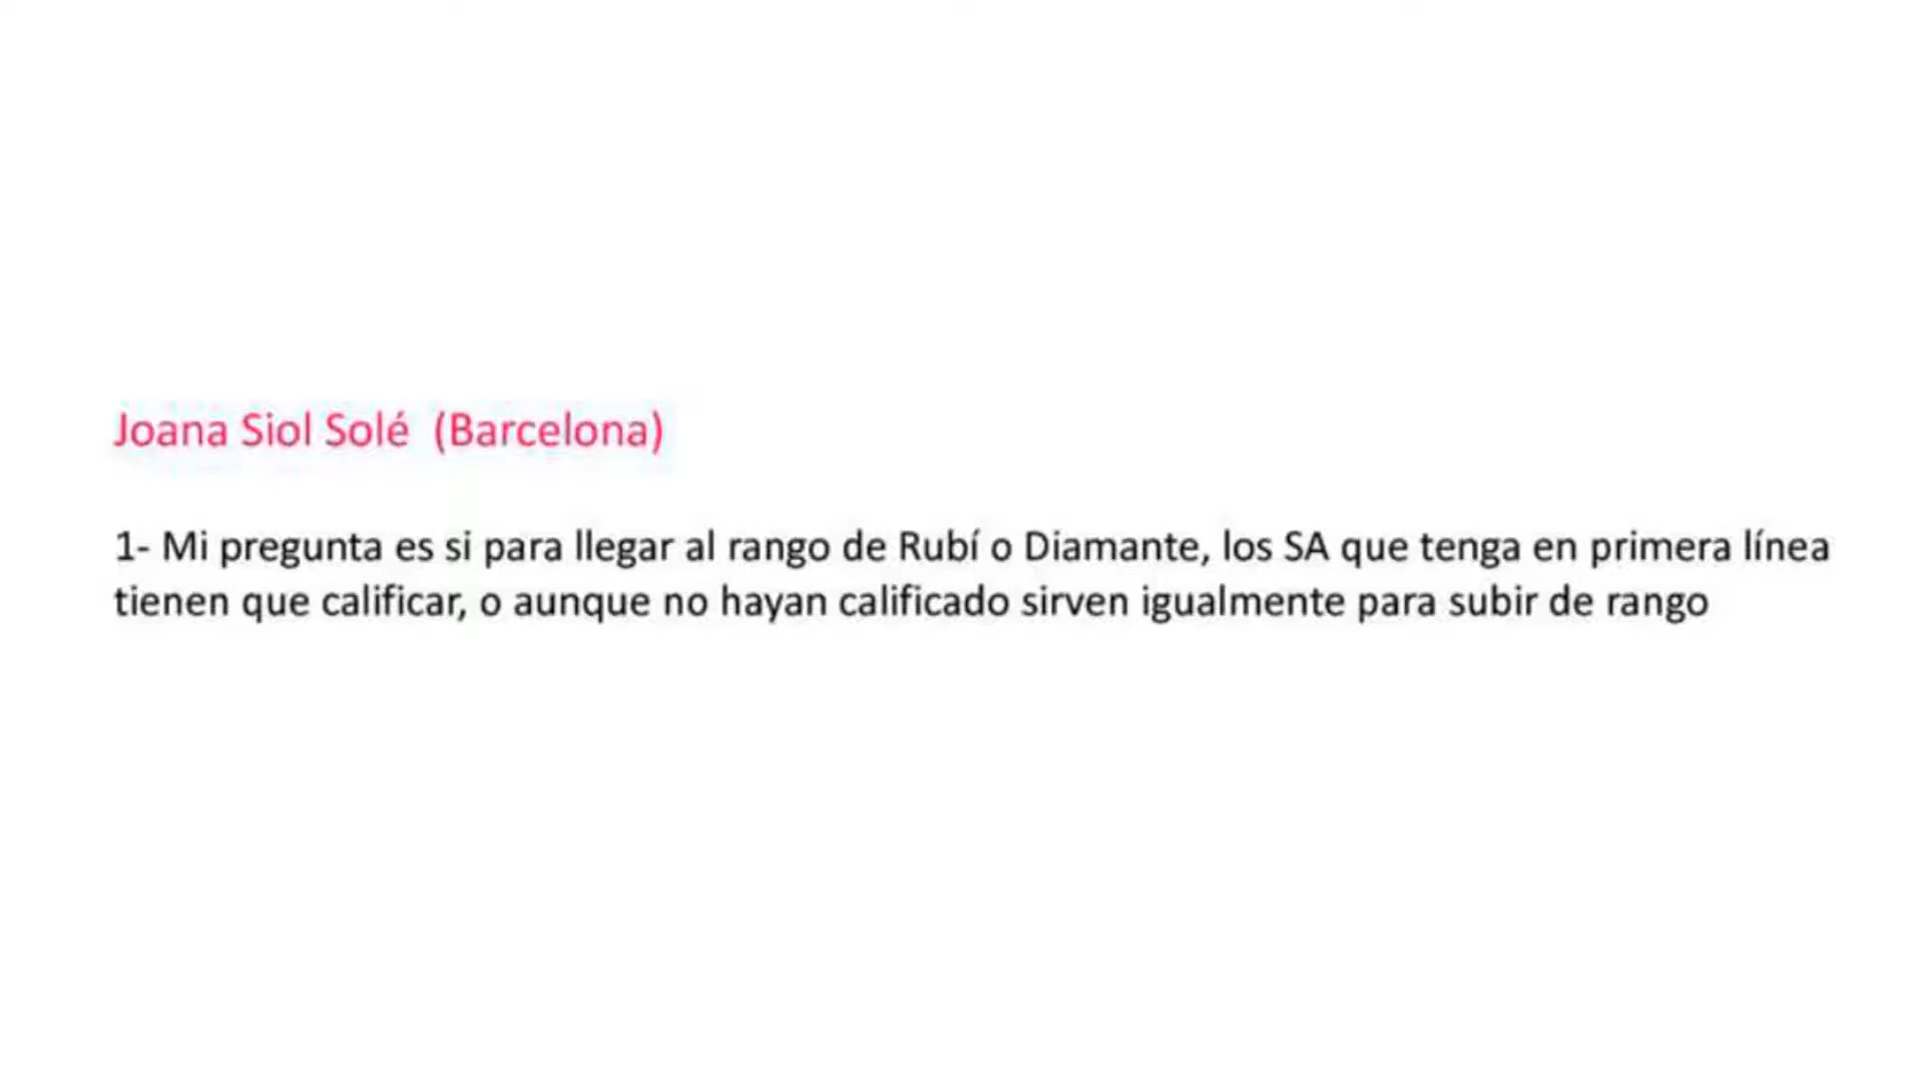 Joana Siol Solé  (Barcelona)
1- Mi pregunta es si para llegar al rango de Rubí o Diamante, los SA que tenga en primera línea
tienen que calificar, o aunque no hayan calificado sirven igualmente para subir de rango